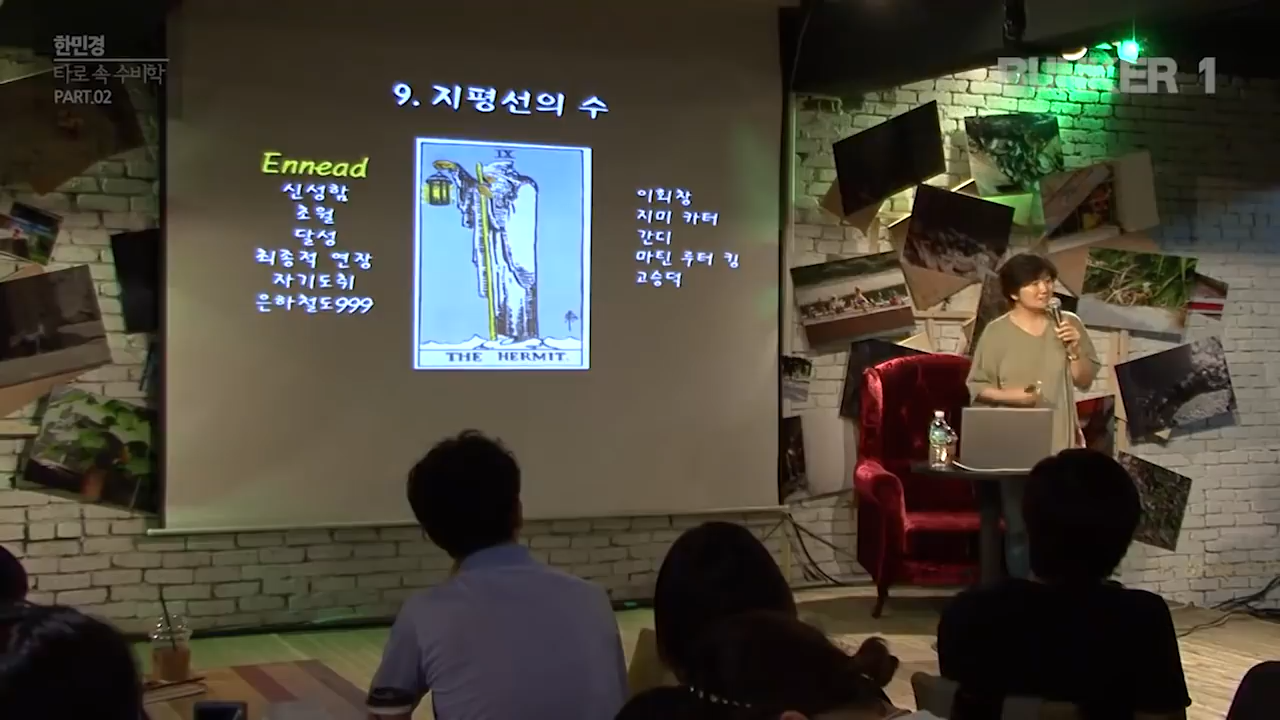 한민경
타로 속 수비학
PART.02
BUNKER 1
9. 지평선의 수
Ennead
신성함
초월
달성
최종적 연장
자기도취
은하철도999
IX
THE HERMIT.
이회창
지미 카터
간디
마틴 루터 킹
고승덕